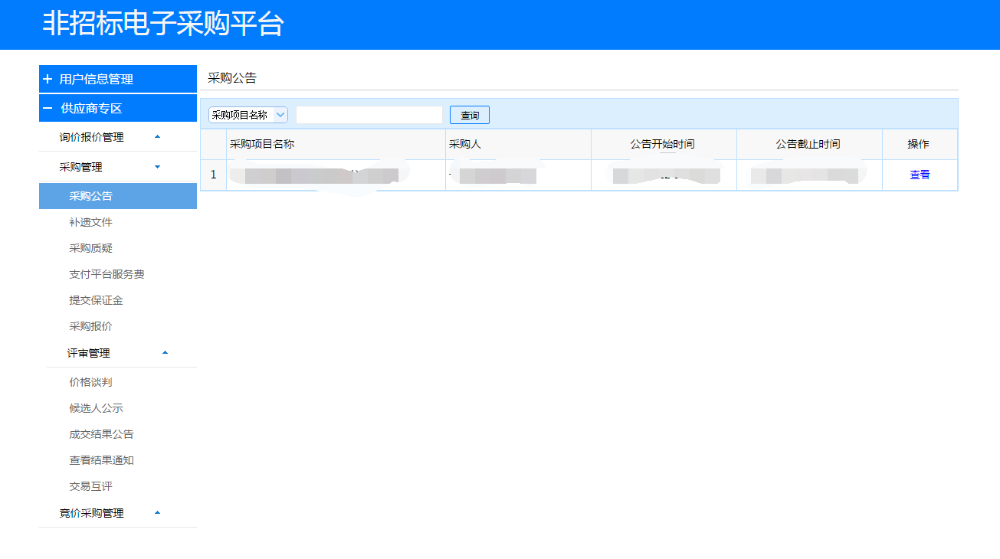 非招标电子采购平台
用户信息管理
供应商专区
询价报价管理
采购管理
采购公告
补遗文件
采购质疑
支付平台服务费
提交保证金
采购报价
评审管理
价格谈判
候选人公示
成交结果公告
查看结果通知
交易互评
竞价采购管理
采购公告
采购项目名称 查询
采购项目名称 采购人 公告开始时间 公告截止时间 操作
1 查看